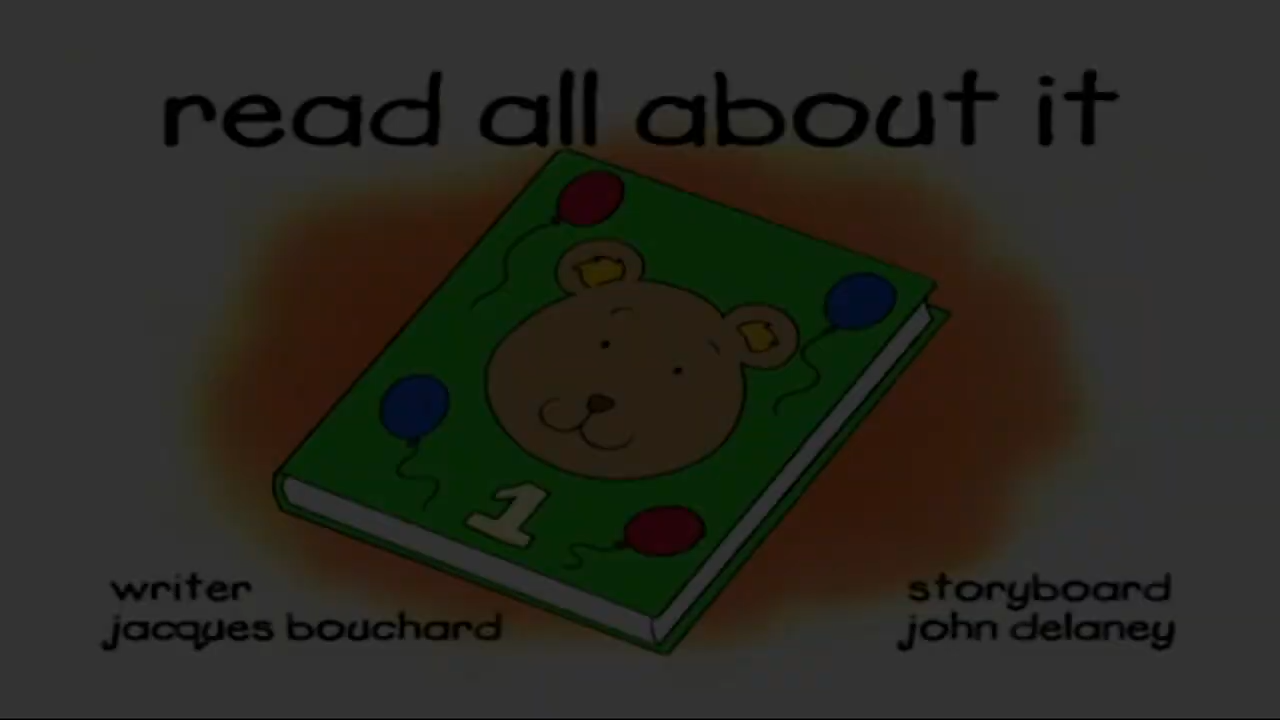 read all about it
1
writer
jacques bouchard
storyboard
john delaney